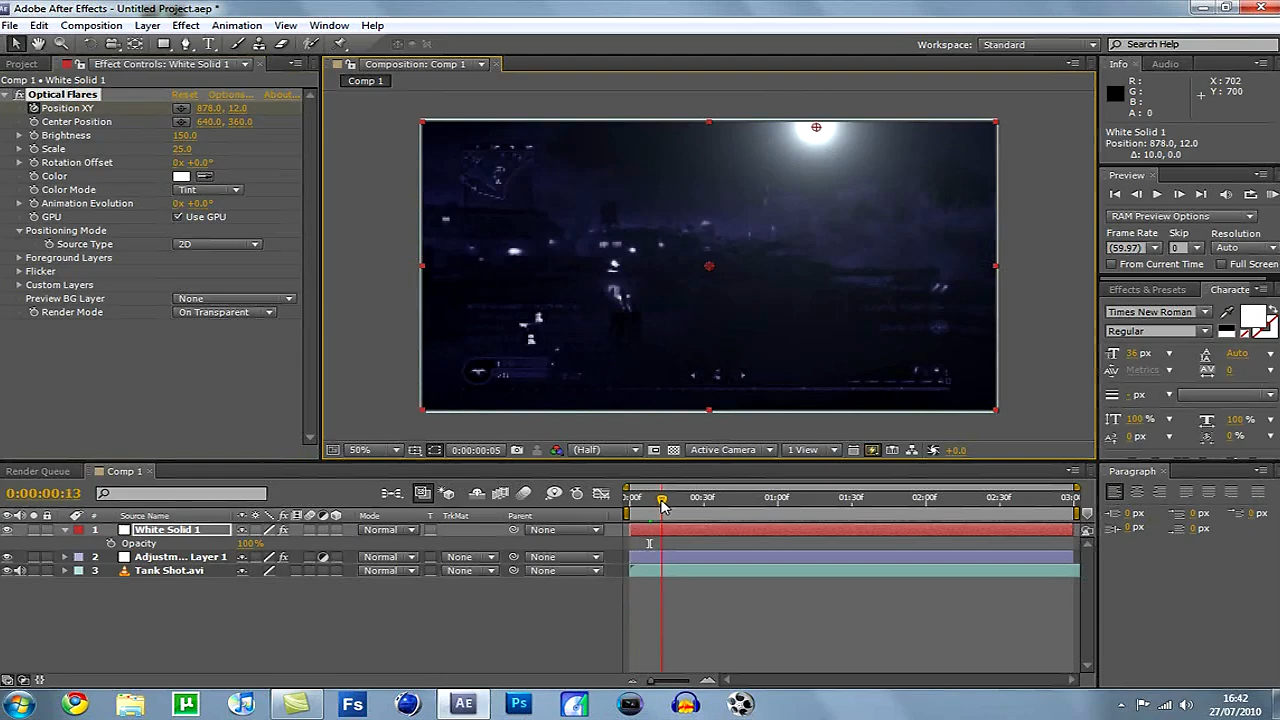 Adobe After Effects - Untitled Project.aep *
File Edit Composition Layer Effect Animation View Window Help
Workspace: Standard Search Help
Project Effect Controls: White Solid 1 Composition: Comp 1 Info Audio
Comp 1 • White Solid 1 Comp 1
fx Optical Flares Reset Options... About...
Position XY 878.0, 12.0
Center Position 640.0, 360.0
Brightness 150.0
Scale 25.0
Rotation Offset 0x +0.0°
Color
Color Mode Tint
Animation Evolution 0x +0.0°
GPU Use GPU
Positioning Mode
Source Type 2D
Foreground Layers
Flicker
Custom Layers
Preview BG Layer None
Render Mode On Transparent
R: X: 702
G: Y: 700
B:
A: 0
White Solid 1
Position: 878.0, 12.0
Δ: 10.0, 0.0
Preview
RAM Preview Options
Frame Rate Skip Resolution
(59.97) 0 Auto
From Current Time Full Screen
Effects & Presets Characte
Times New Roman
Regular
36 px Auto
Metrics 0
- px
100 % 100 %
0 px 0 %
50% 0:00:00:05 (Half) Active Camera 1 View +0.0
Render Queue Comp 1 Paragraph
0:00:00:13
:00f 00:30f 01:00f 01:30f 02:00f 02:30f 03:0
# Source Name Mode T TrkMat Parent
1 White Solid 1 fx Normal None
Opacity 100%
2 Adjustm... Layer 1 fx Normal None None
3 Tank Shot.avi Normal None None
0 px 0 px 0 px
0 px 0 px
Fs AE Ps
16:42
27/07/2010